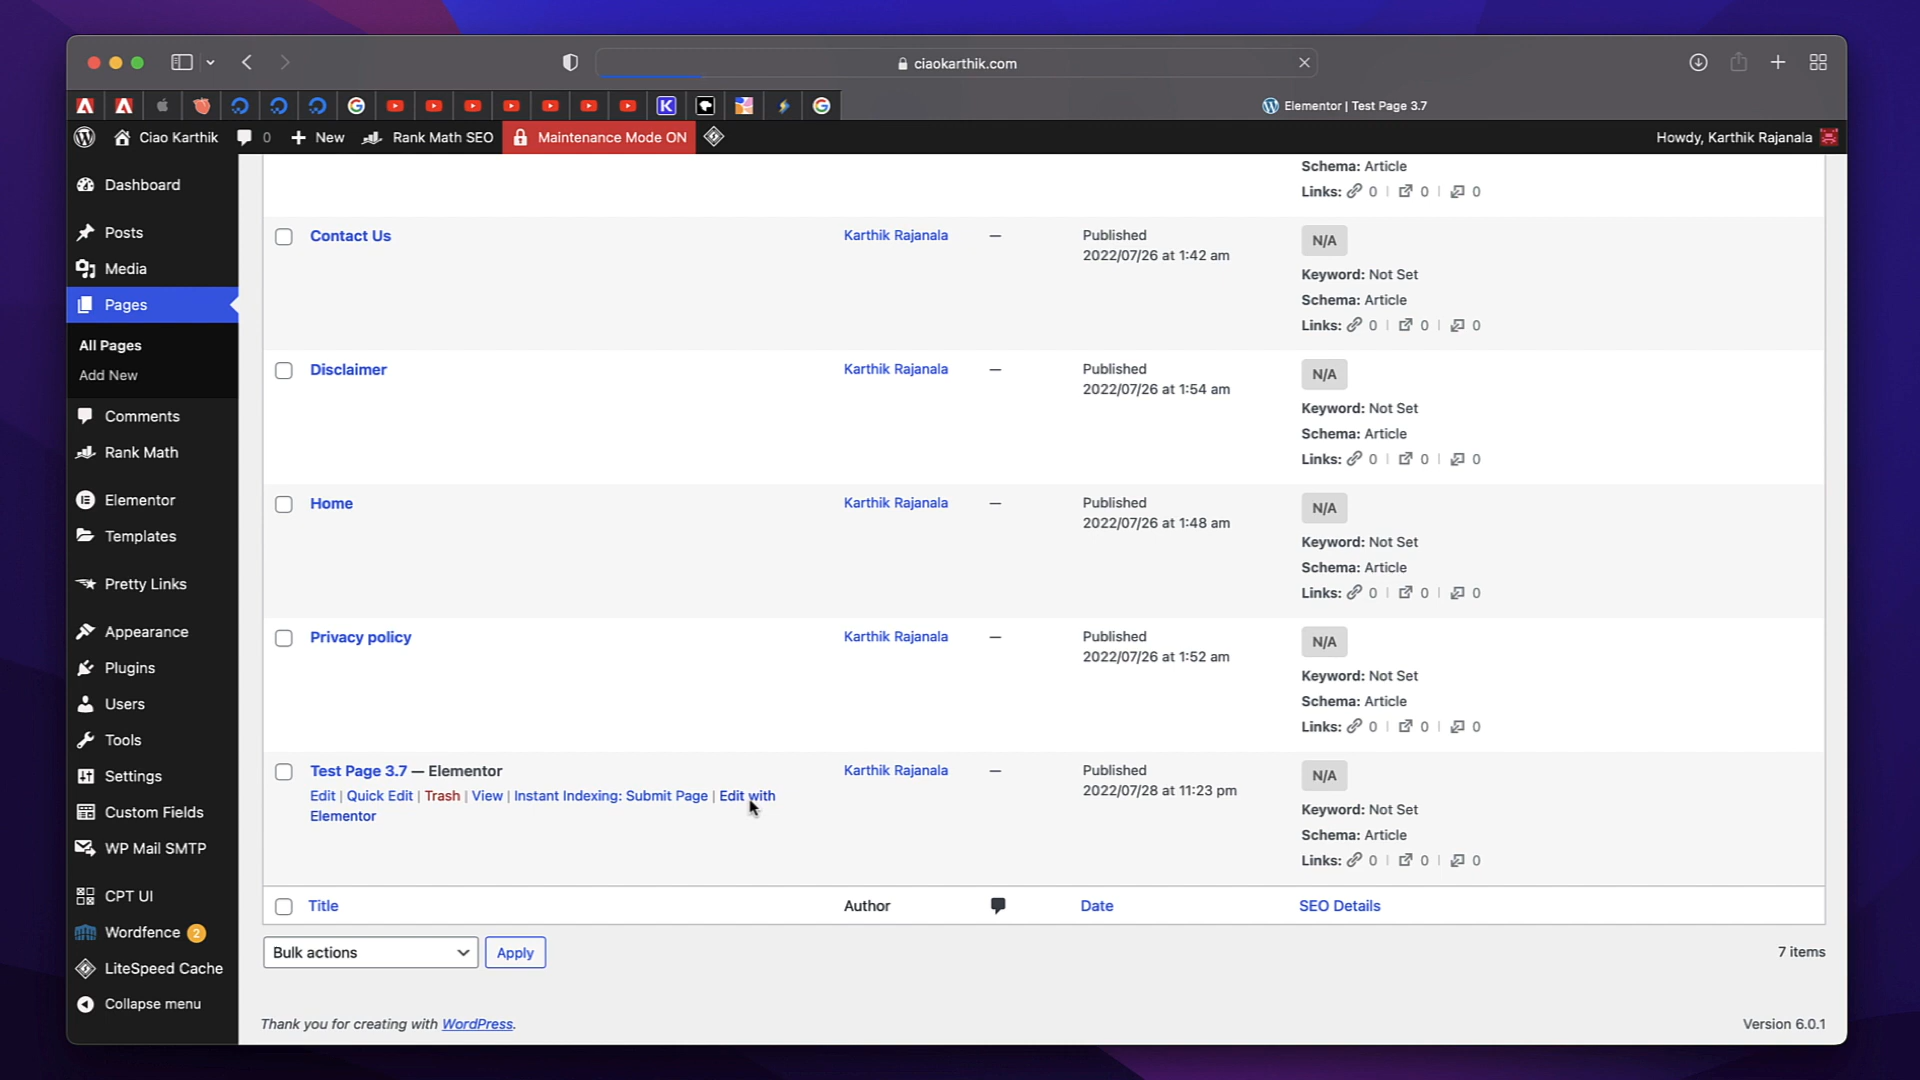 ciaokarthik.com
K
Elementor | Test Page 3.7
Ciao Karthik
0
New
Rank Math SEO
Maintenance Mode ON
Howdy, Karthik Rajanala
Dashboard
Posts
Media
Pages
All Pages
Add New
Comments
Rank Math
Elementor
Templates
Pretty Links
Appearance
Plugins
Users
Tools
Settings
Custom Fields
WP Mail SMTP
CPT UI
Wordfence 2
LiteSpeed Cache
Collapse menu
Schema: Article
Links: 0 | 0 | 0
Contact Us
Karthik Rajanala
—
Published
2022/07/26 at 1:42 am
N/A
Keyword: Not Set
Schema: Article
Links: 0 | 0 | 0
Disclaimer
Karthik Rajanala
—
Published
2022/07/26 at 1:54 am
N/A
Keyword: Not Set
Schema: Article
Links: 0 | 0 | 0
Home
Karthik Rajanala
—
Published
2022/07/26 at 1:48 am
N/A
Keyword: Not Set
Schema: Article
Links: 0 | 0 | 0
Privacy policy
Karthik Rajanala
—
Published
2022/07/26 at 1:52 am
N/A
Keyword: Not Set
Schema: Article
Links: 0 | 0 | 0
Test Page 3.7 — Elementor
Edit | Quick Edit | Trash | View | Instant Indexing: Submit Page | Edit with
Elementor
Karthik Rajanala
—
Published
2022/07/28 at 11:23 pm
N/A
Keyword: Not Set
Schema: Article
Links: 0 | 0 | 0
Title
Author
Date
SEO Details
Bulk actions
Apply
7 items
Thank you for creating with WordPress.
Version 6.0.1